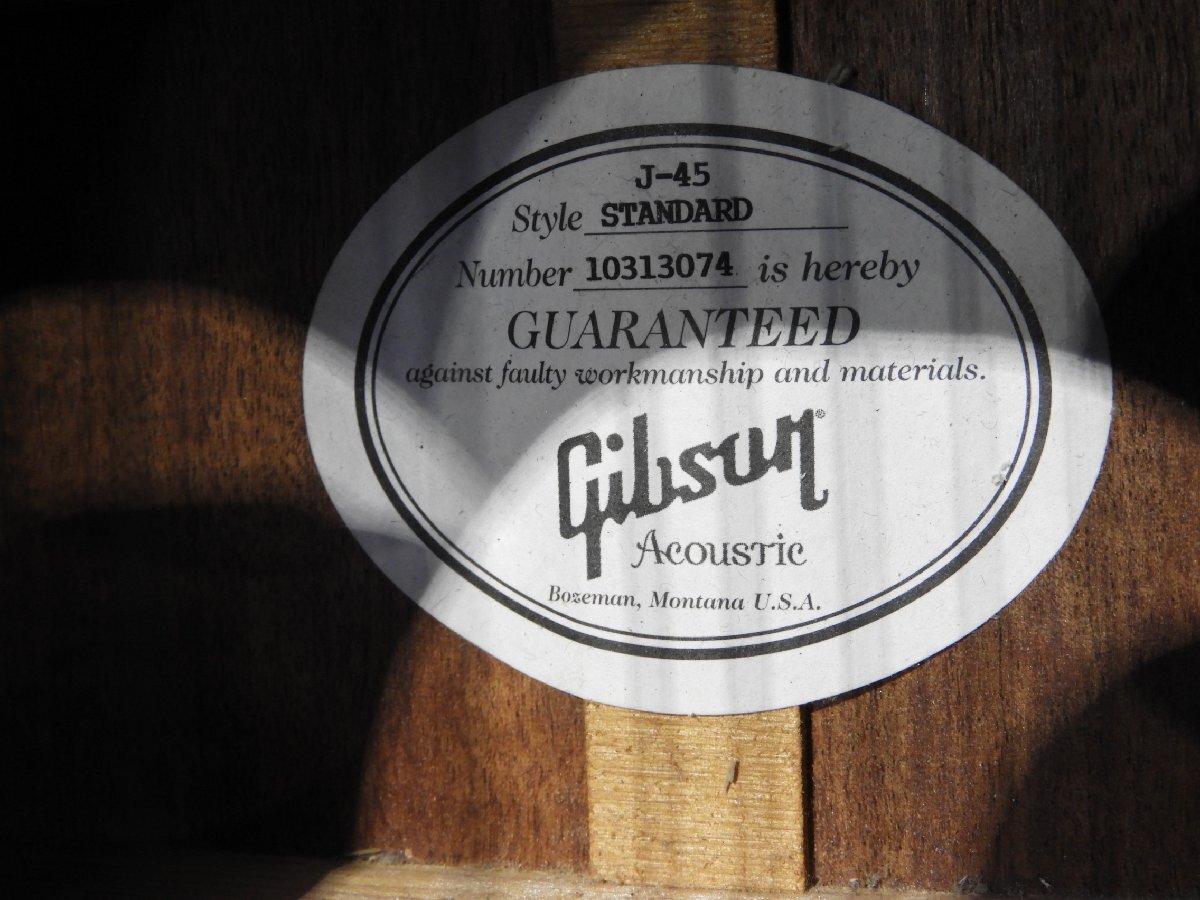 J-45
Style STANDARD
Number 10313074 is hereby
GUARANTEED
against faulty workmanship and materials.
Gibson®
Acoustic
Bozeman, Montana U.S.A.